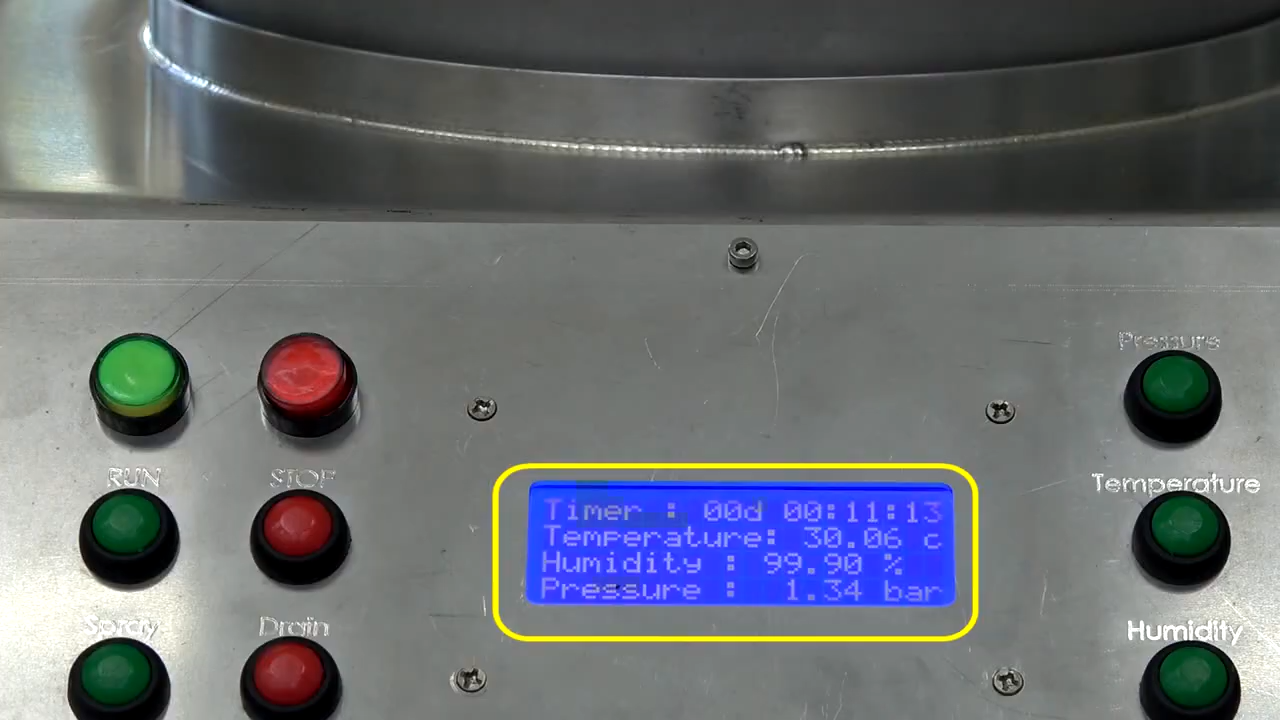 Pressure
RUN
STOP
Temperature
Timer : 00d 00:11:13
Temperature: 30.06 c
Humidity : 99.90 %
Pressure : 1.34 bar
Spray
Drain
Humidity